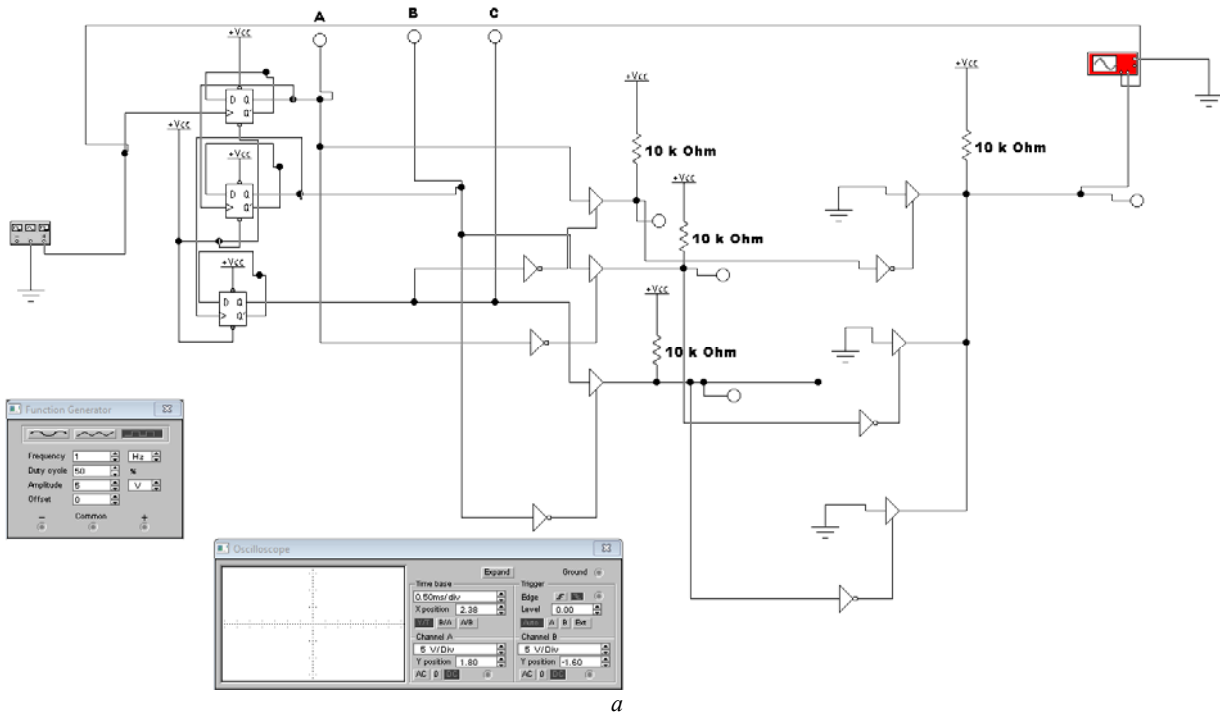 A B C
+Vcc
+Vcc
+Vcc
D Q
Q'
10 k Ohm
10 k Ohm
+Vcc
+Vcc
+Vcc
D Q
Q'
10 k Ohm
+Vcc
+Vcc
D Q
Q'
10 k Ohm
Function Generator
Frequency 1 Hz
Duty cycle 50 %
Amplitude 5 V
Offset 0
- Common +
Oscilloscope
Expand Ground
Time base Trigger
0.50ms/div Edge
X position 2.38 Level 0.00
Y/T B/A A/B Auto A B Ext
Channel A Channel B
5 V/Div 5 V/Div
Y position 1.80 Y position -1.60
AC 0 DC AC 0 DC
a